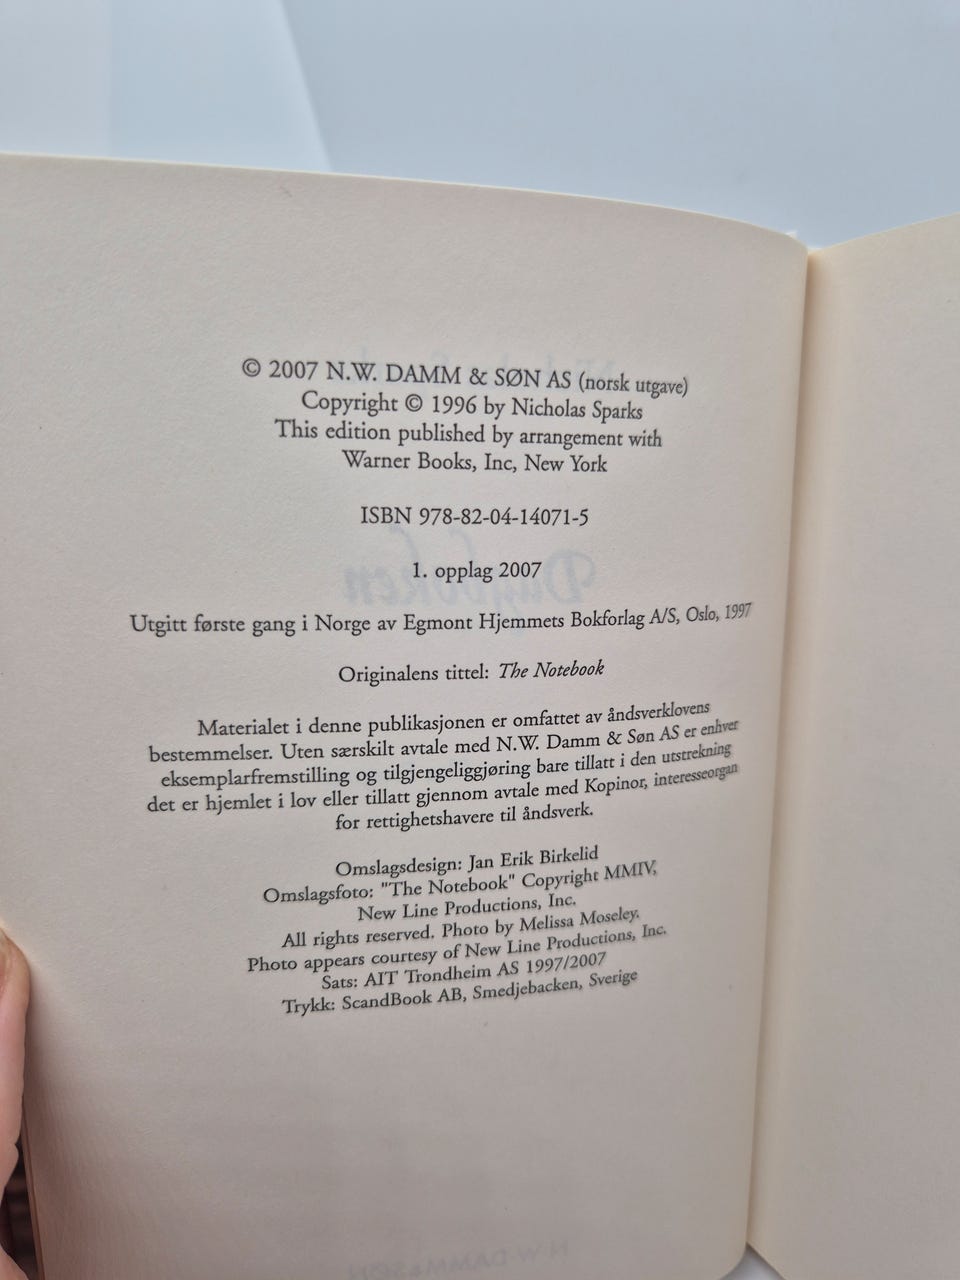 © 2007 N.W. DAMM & SØN AS (norsk utgave)
Copyright © 1996 by Nicholas Sparks
This edition published by arrangement with
Warner Books, Inc, New York
ISBN 978-82-04-14071-5
1. opplag 2007
Utgitt første gang i Norge av Egmont Hjemmets Bokforlag A/S, Oslo, 1997
Originalens tittel: The Notebook
Materialet i denne publikasjonen er omfattet av åndsverklovens
bestemmelser. Uten særskilt avtale med N.W. Damm & Søn AS er enhver
eksemplarfremstilling og tilgjengeliggjøring bare tillatt i den utstrekning
det er hjemlet i lov eller tillatt gjennom avtale med Kopinor, interesseorgan
for rettighetshavere til åndsverk.
Omslagsdesign: Jan Erik Birkelid
Omslagsfoto: "The Notebook" Copyright MMIV,
New Line Productions, Inc.
All rights reserved. Photo by Melissa Moseley.
Photo appears courtesy of New Line Productions, Inc.
Sats: AIT Trondheim AS 1997/2007
Trykk: ScandBook AB, Smedjebacken, Sverige